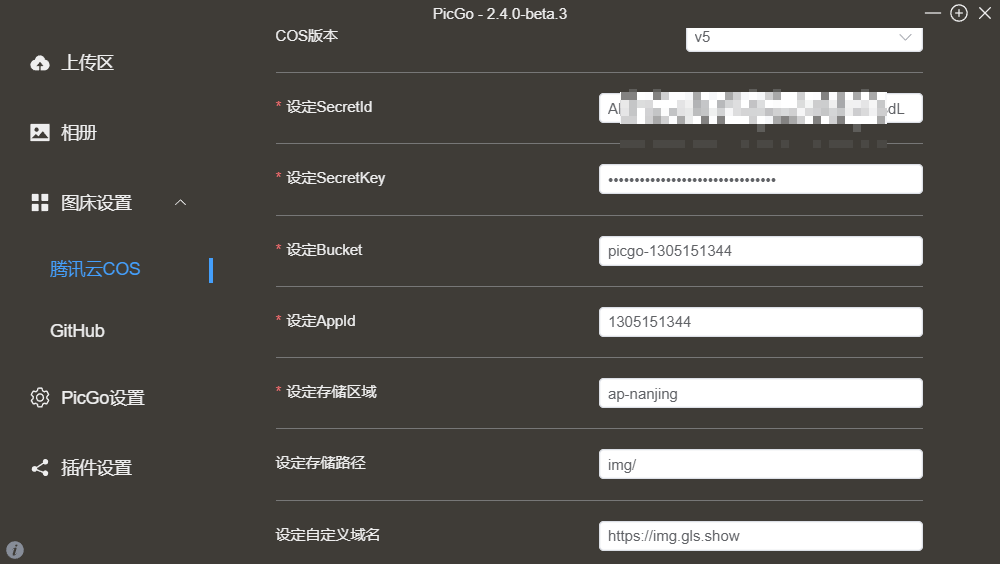 PicGo - 2.4.0-beta.3
上传区
相册
图床设置
腾讯云COS
GitHub
PicGo设置
插件设置
COS版本
v5
* 设定SecretId
dL
* 设定SecretKey
••••••••••••••••••••••••••••••••
* 设定Bucket
picgo-1305151344
* 设定AppId
1305151344
* 设定存储区域
ap-nanjing
设定存储路径
img/
设定自定义域名
https://img.gls.show